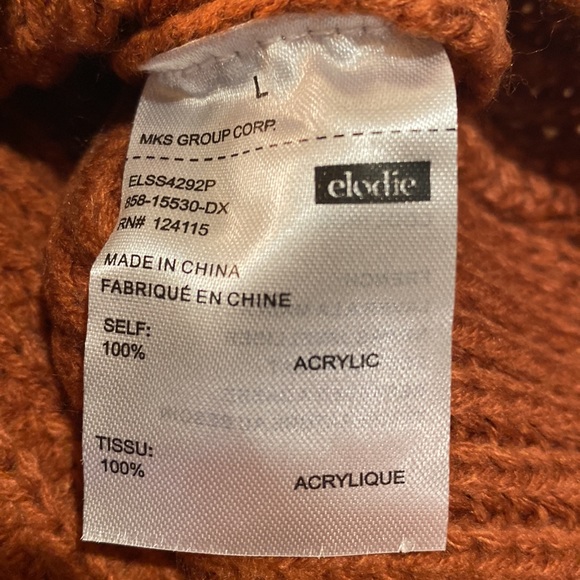 L
MKS GROUP CORP.
elodie
ELSS4292P
858-15530-DX
RN# 124115
MADE IN CHINA
FABRIQUÉ EN CHINE
SELF:
100% ACRYLIC
TISSU:
100% ACRYLIQUE